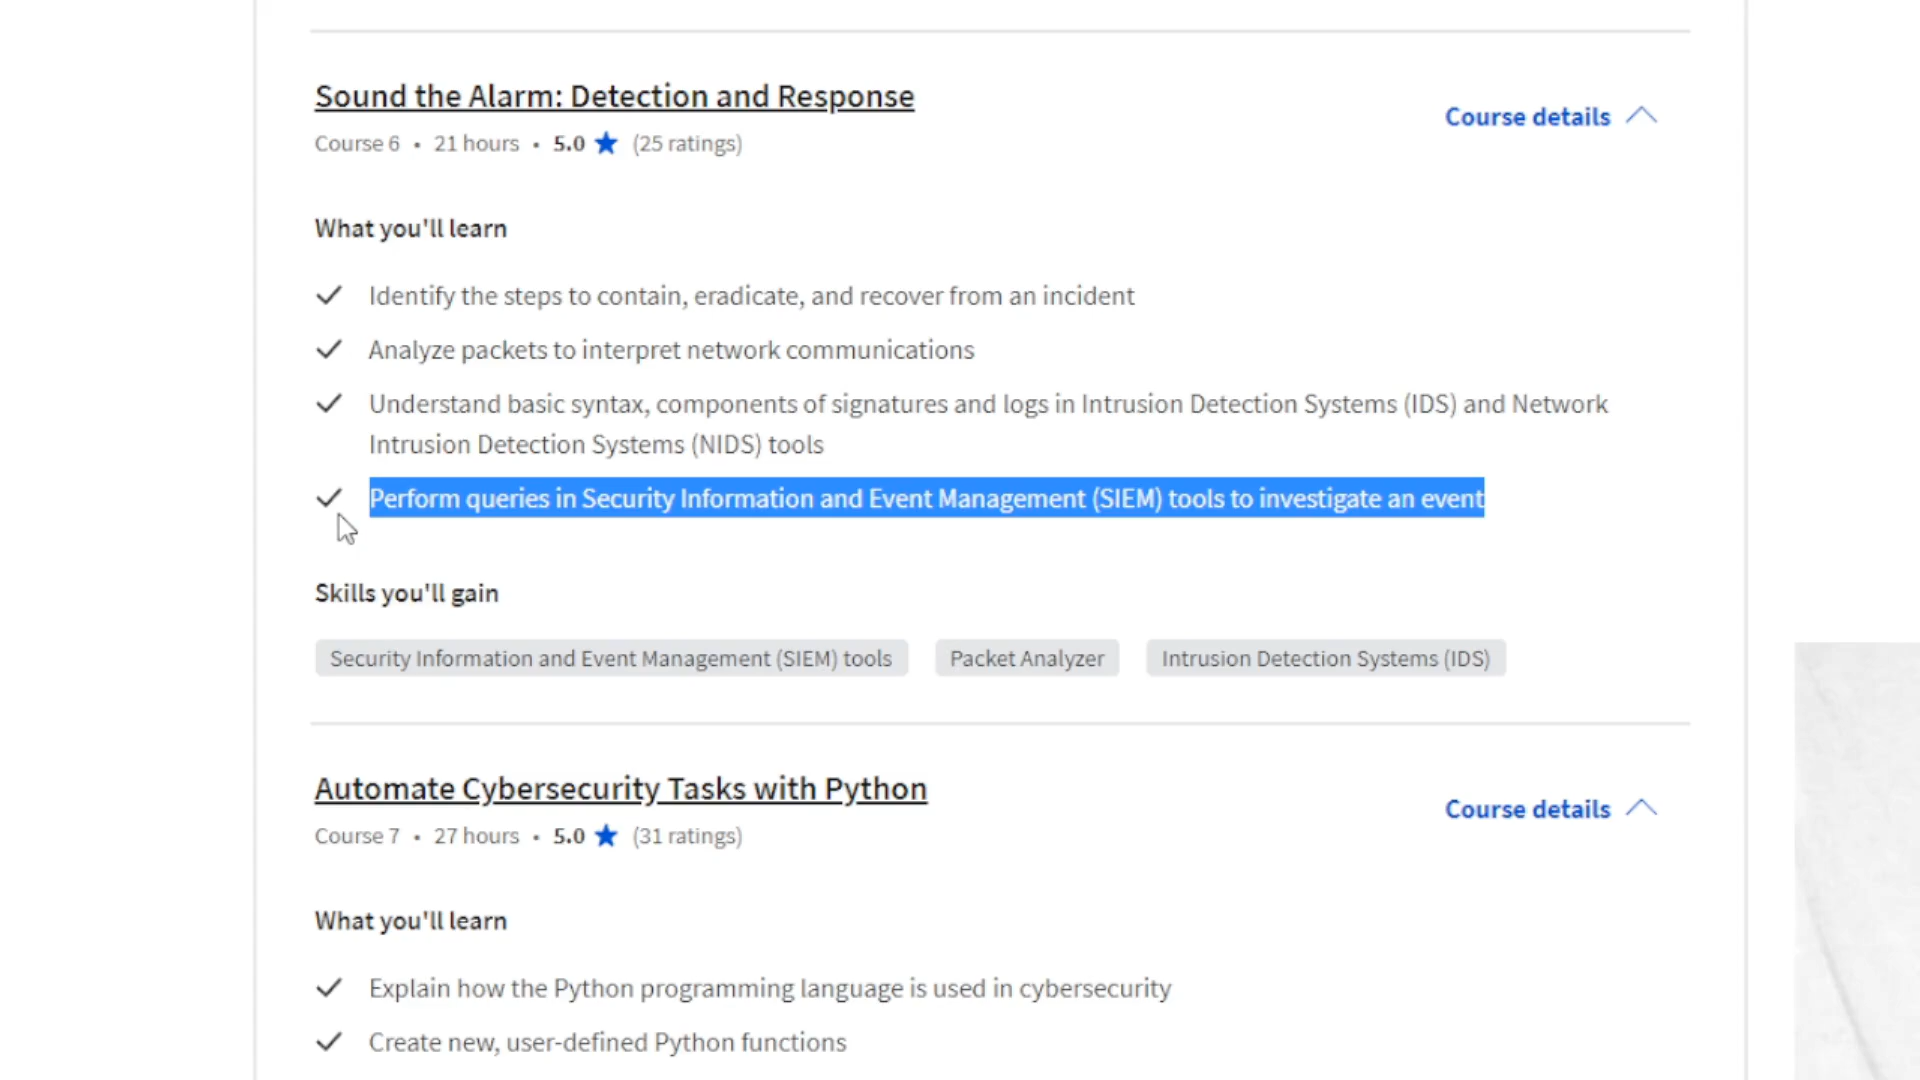 Sound the Alarm: Detection and Response
Course details
Course 6 • 21 hours • 5.0 ★ (25 ratings)
What you'll learn
Identify the steps to contain, eradicate, and recover from an incident
Analyze packets to interpret network communications
Understand basic syntax, components of signatures and logs in Intrusion Detection Systems (IDS) and Network
Intrusion Detection Systems (NIDS) tools
Perform queries in Security Information and Event Management (SIEM) tools to investigate an event
Skills you'll gain
Security Information and Event Management (SIEM) tools Packet Analyzer Intrusion Detection Systems (IDS)
Automate Cybersecurity Tasks with Python
Course details
Course 7 • 27 hours • 5.0 ★ (31 ratings)
What you'll learn
Explain how the Python programming language is used in cybersecurity
Create new, user-defined Python functions